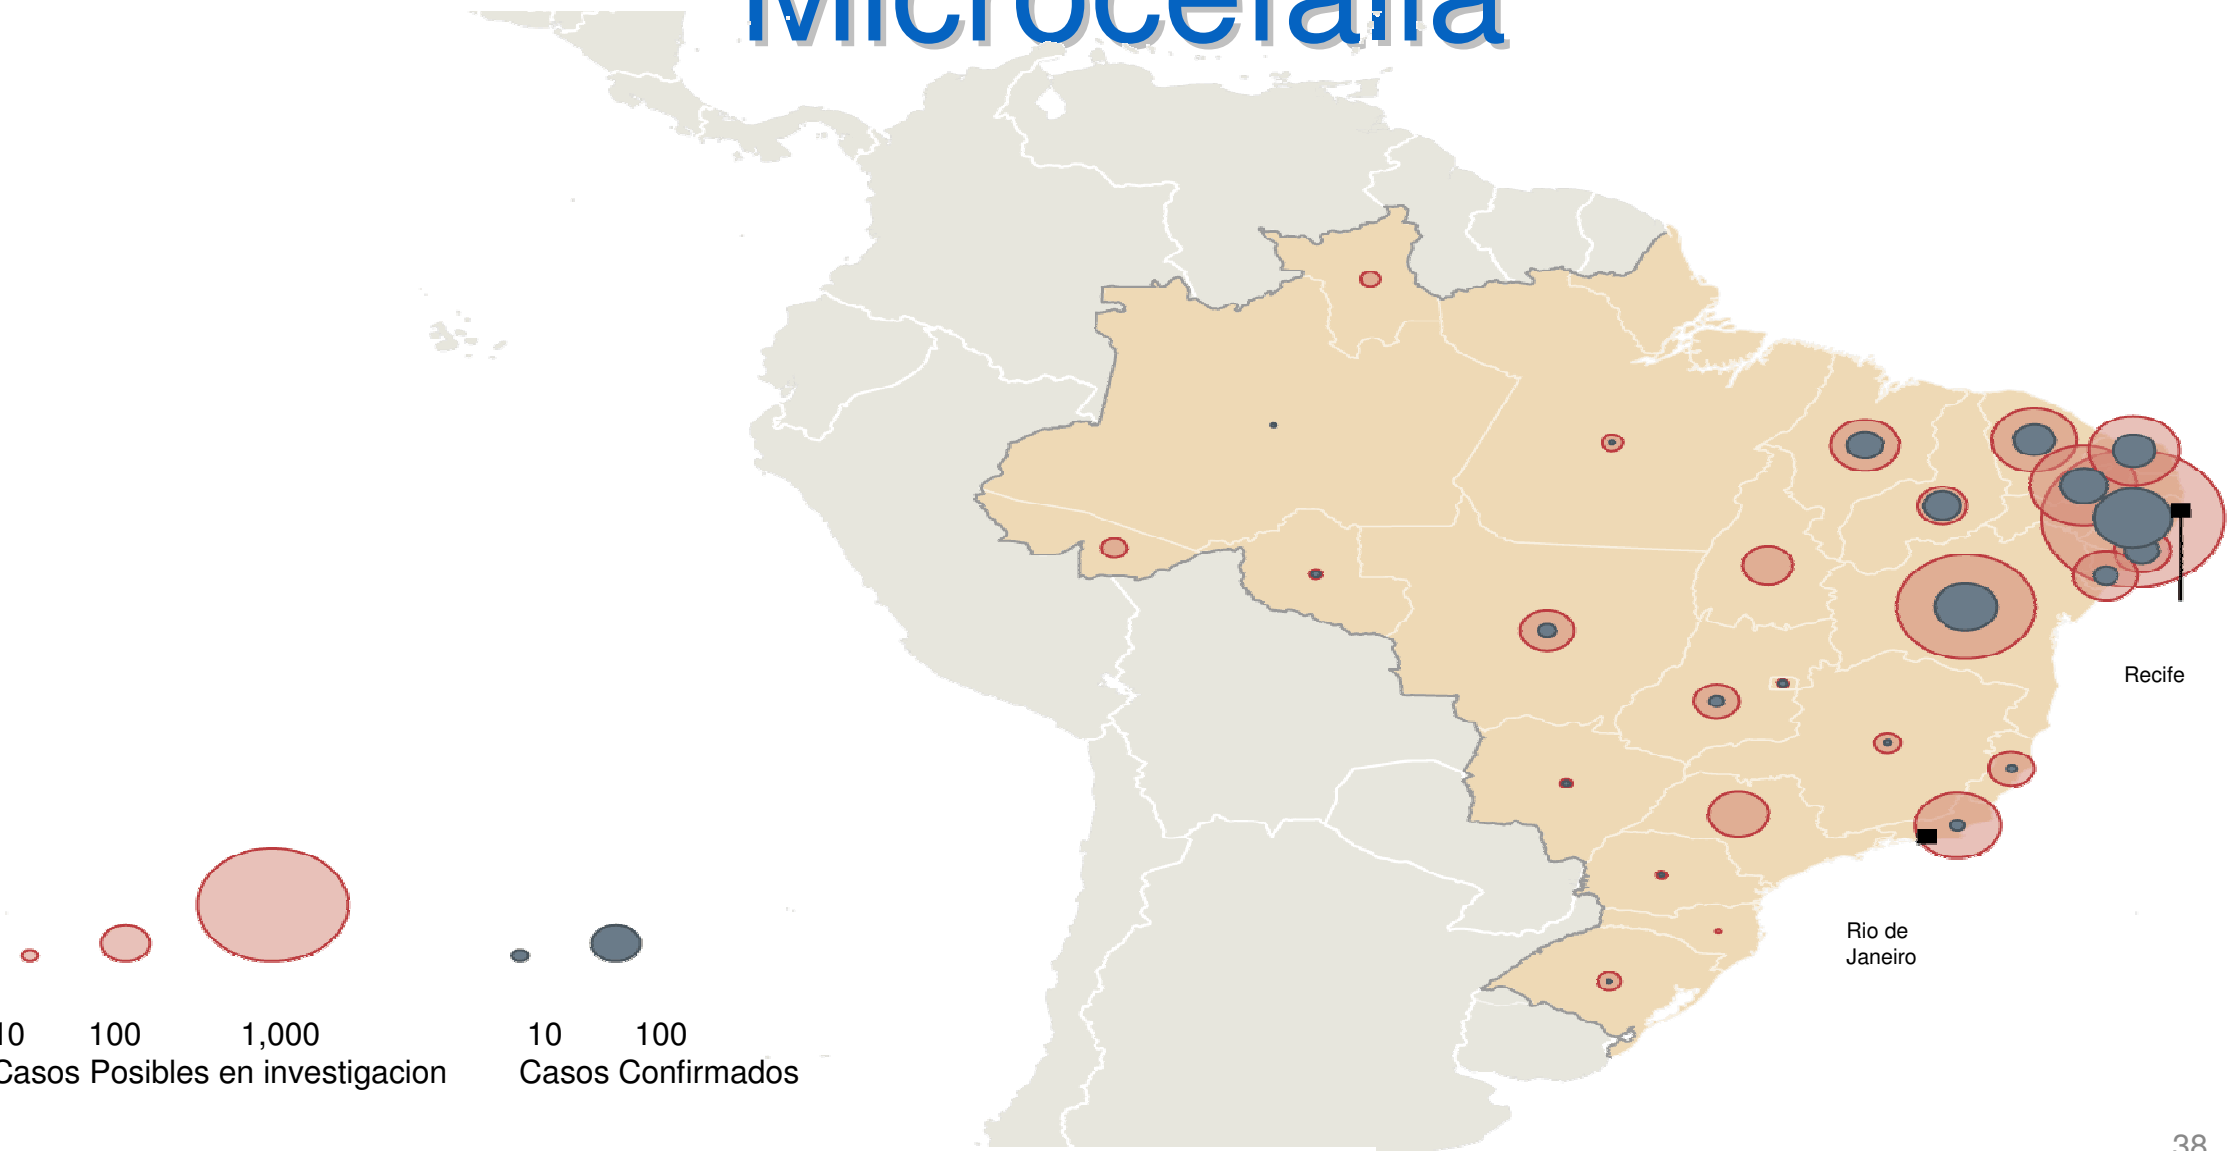 Microcefalia
Recife
Rio de
Janeiro
10 100 1,000 10 100
Casos Posibles en investigacion Casos Confirmados
38